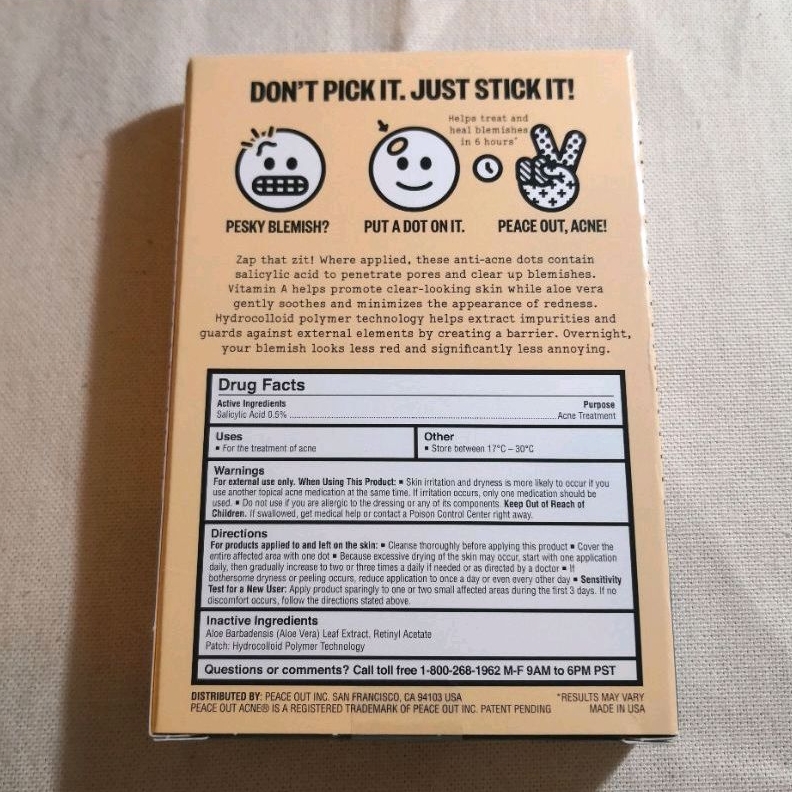 DON'T PICK IT. JUST STICK IT!
Helps treat and
heal blemishes
in 6 hours*
PESKY BLEMISH?
PUT A DOT ON IT.
PEACE OUT, ACNE!
Zap that zit! Where applied, these anti-acne dots contain
salicylic acid to penetrate pores and clear up blemishes.
Vitamin A helps promote clear-looking skin while aloe vera
gently soothes and minimizes the appearance of redness.
Hydrocolloid polymer technology helps extract impurities and
guards against external elements by creating a barrier. Overnight,
your blemish looks less red and significantly less annoying.
Drug Facts
Active Ingredients Purpose
Salicylic Acid 0.5% Acne Treatment
Uses
▪ For the treatment of acne
Other
▪ Store between 17°C – 30°C
Warnings
For external use only. When Using This Product: ▪ Skin irritation and dryness is more likely to occur if you
use another topical acne medication at the same time. If irritation occurs, only one medication should be
used. ▪ Do not use if you are allergic to the dressing or any of its components. Keep Out of Reach of
Children. If swallowed, get medical help or contact a Poison Control Center right away.
Directions
For products applied to and left on the skin: ▪ Cleanse thoroughly before applying this product ▪ Cover the
entire affected area with one dot ▪ Because excessive drying of the skin may occur, start with one application
daily, then gradually increase to two or three times a daily if needed or as directed by a doctor ▪ If
bothersome dryness or peeling occurs, reduce application to once a day or even every other day ▪ Sensitivity
Test for a New User: Apply product sparingly to one or two small affected areas during the first 3 days. If no
discomfort occurs, follow the directions stated above.
Inactive Ingredients
Aloe Barbadensis (Aloe Vera) Leaf Extract, Retinyl Acetate
Patch: Hydrocolloid Polymer Technology
Questions or comments? Call toll free 1-800-268-1962 M-F 9AM to 6PM PST
DISTRIBUTED BY: PEACE OUT INC. SAN FRANCISCO, CA 94103 USA *RESULTS MAY VARY
PEACE OUT ACNE® IS A REGISTERED TRADEMARK OF PEACE OUT INC. PATENT PENDING MADE IN USA